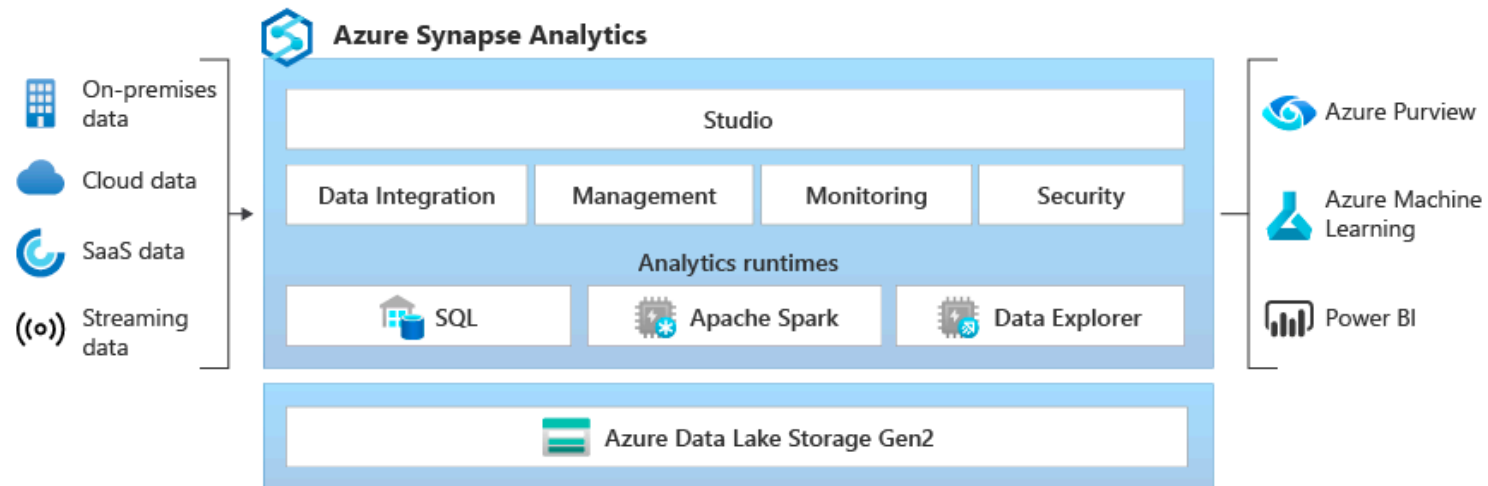 Azure Synapse Analytics
On-premises
data
Cloud data
SaaS data
Streaming
data
Studio
Data Integration
Management
Monitoring
Security
Analytics runtimes
SQL
Apache Spark
Data Explorer
Azure Data Lake Storage Gen2
Azure Purview
Azure Machine
Learning
Power BI